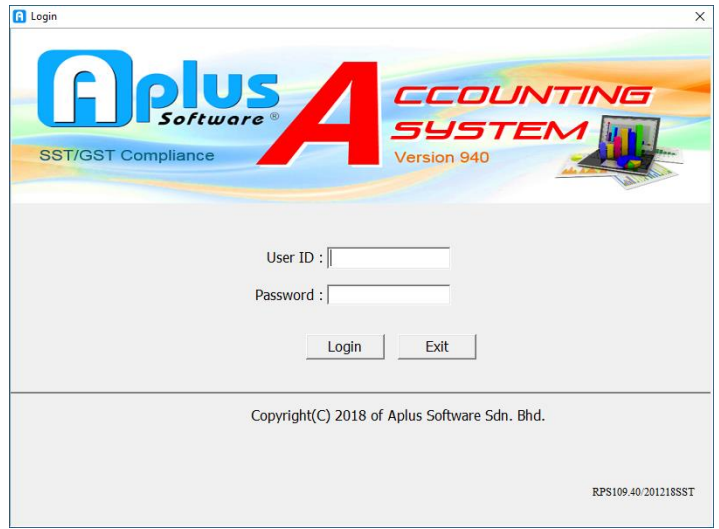 Login
Aplus
Software ®
SST/GST Compliance
ACCOUNTING
SYSTEM
Version 940
User ID :
Password :
Login Exit
Copyright(C) 2018 of Aplus Software Sdn. Bhd.
RPS109.40/201218SST